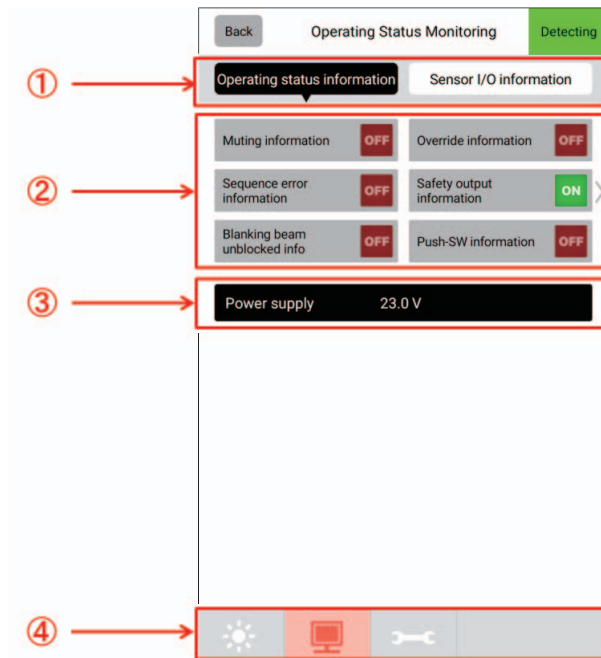 Back Operating Status Monitoring Detecting
① Operating status information Sensor I/O information
Muting information OFF Override information OFF
② Sequence error
information OFF Safety output
information ON
Blanking beam
unblocked info OFF Push-SW information OFF
③ Power supply 23.0 V
④